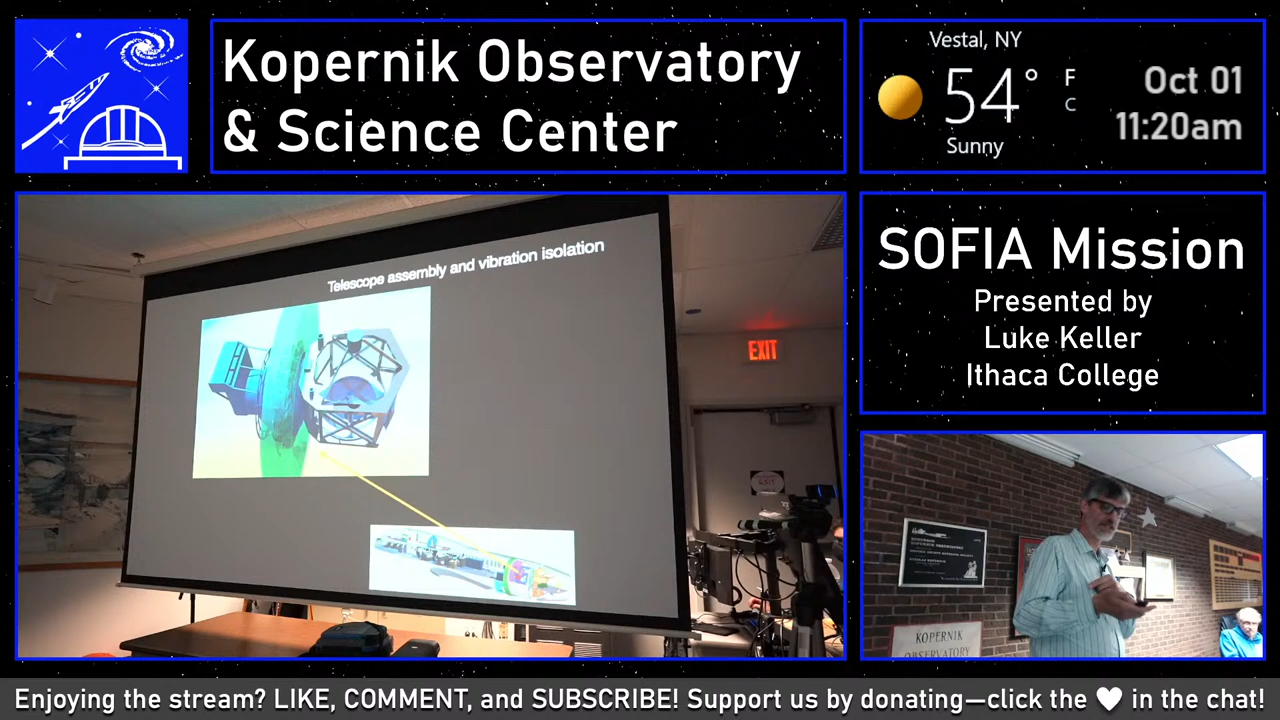 Kopernik Observatory
& Science Center
Vestal, NY
54° F
C
Sunny
Oct 01
11:20am
Telescope assembly and vibration isolation
EXIT
SOFIA Mission
Presented by
Luke Keller
Ithaca College
KOPERNIK
OBSERVATORY
Enjoying the stream? LIKE, COMMENT, and SUBSCRIBE! Support us by donating—click the ♥ in the chat!